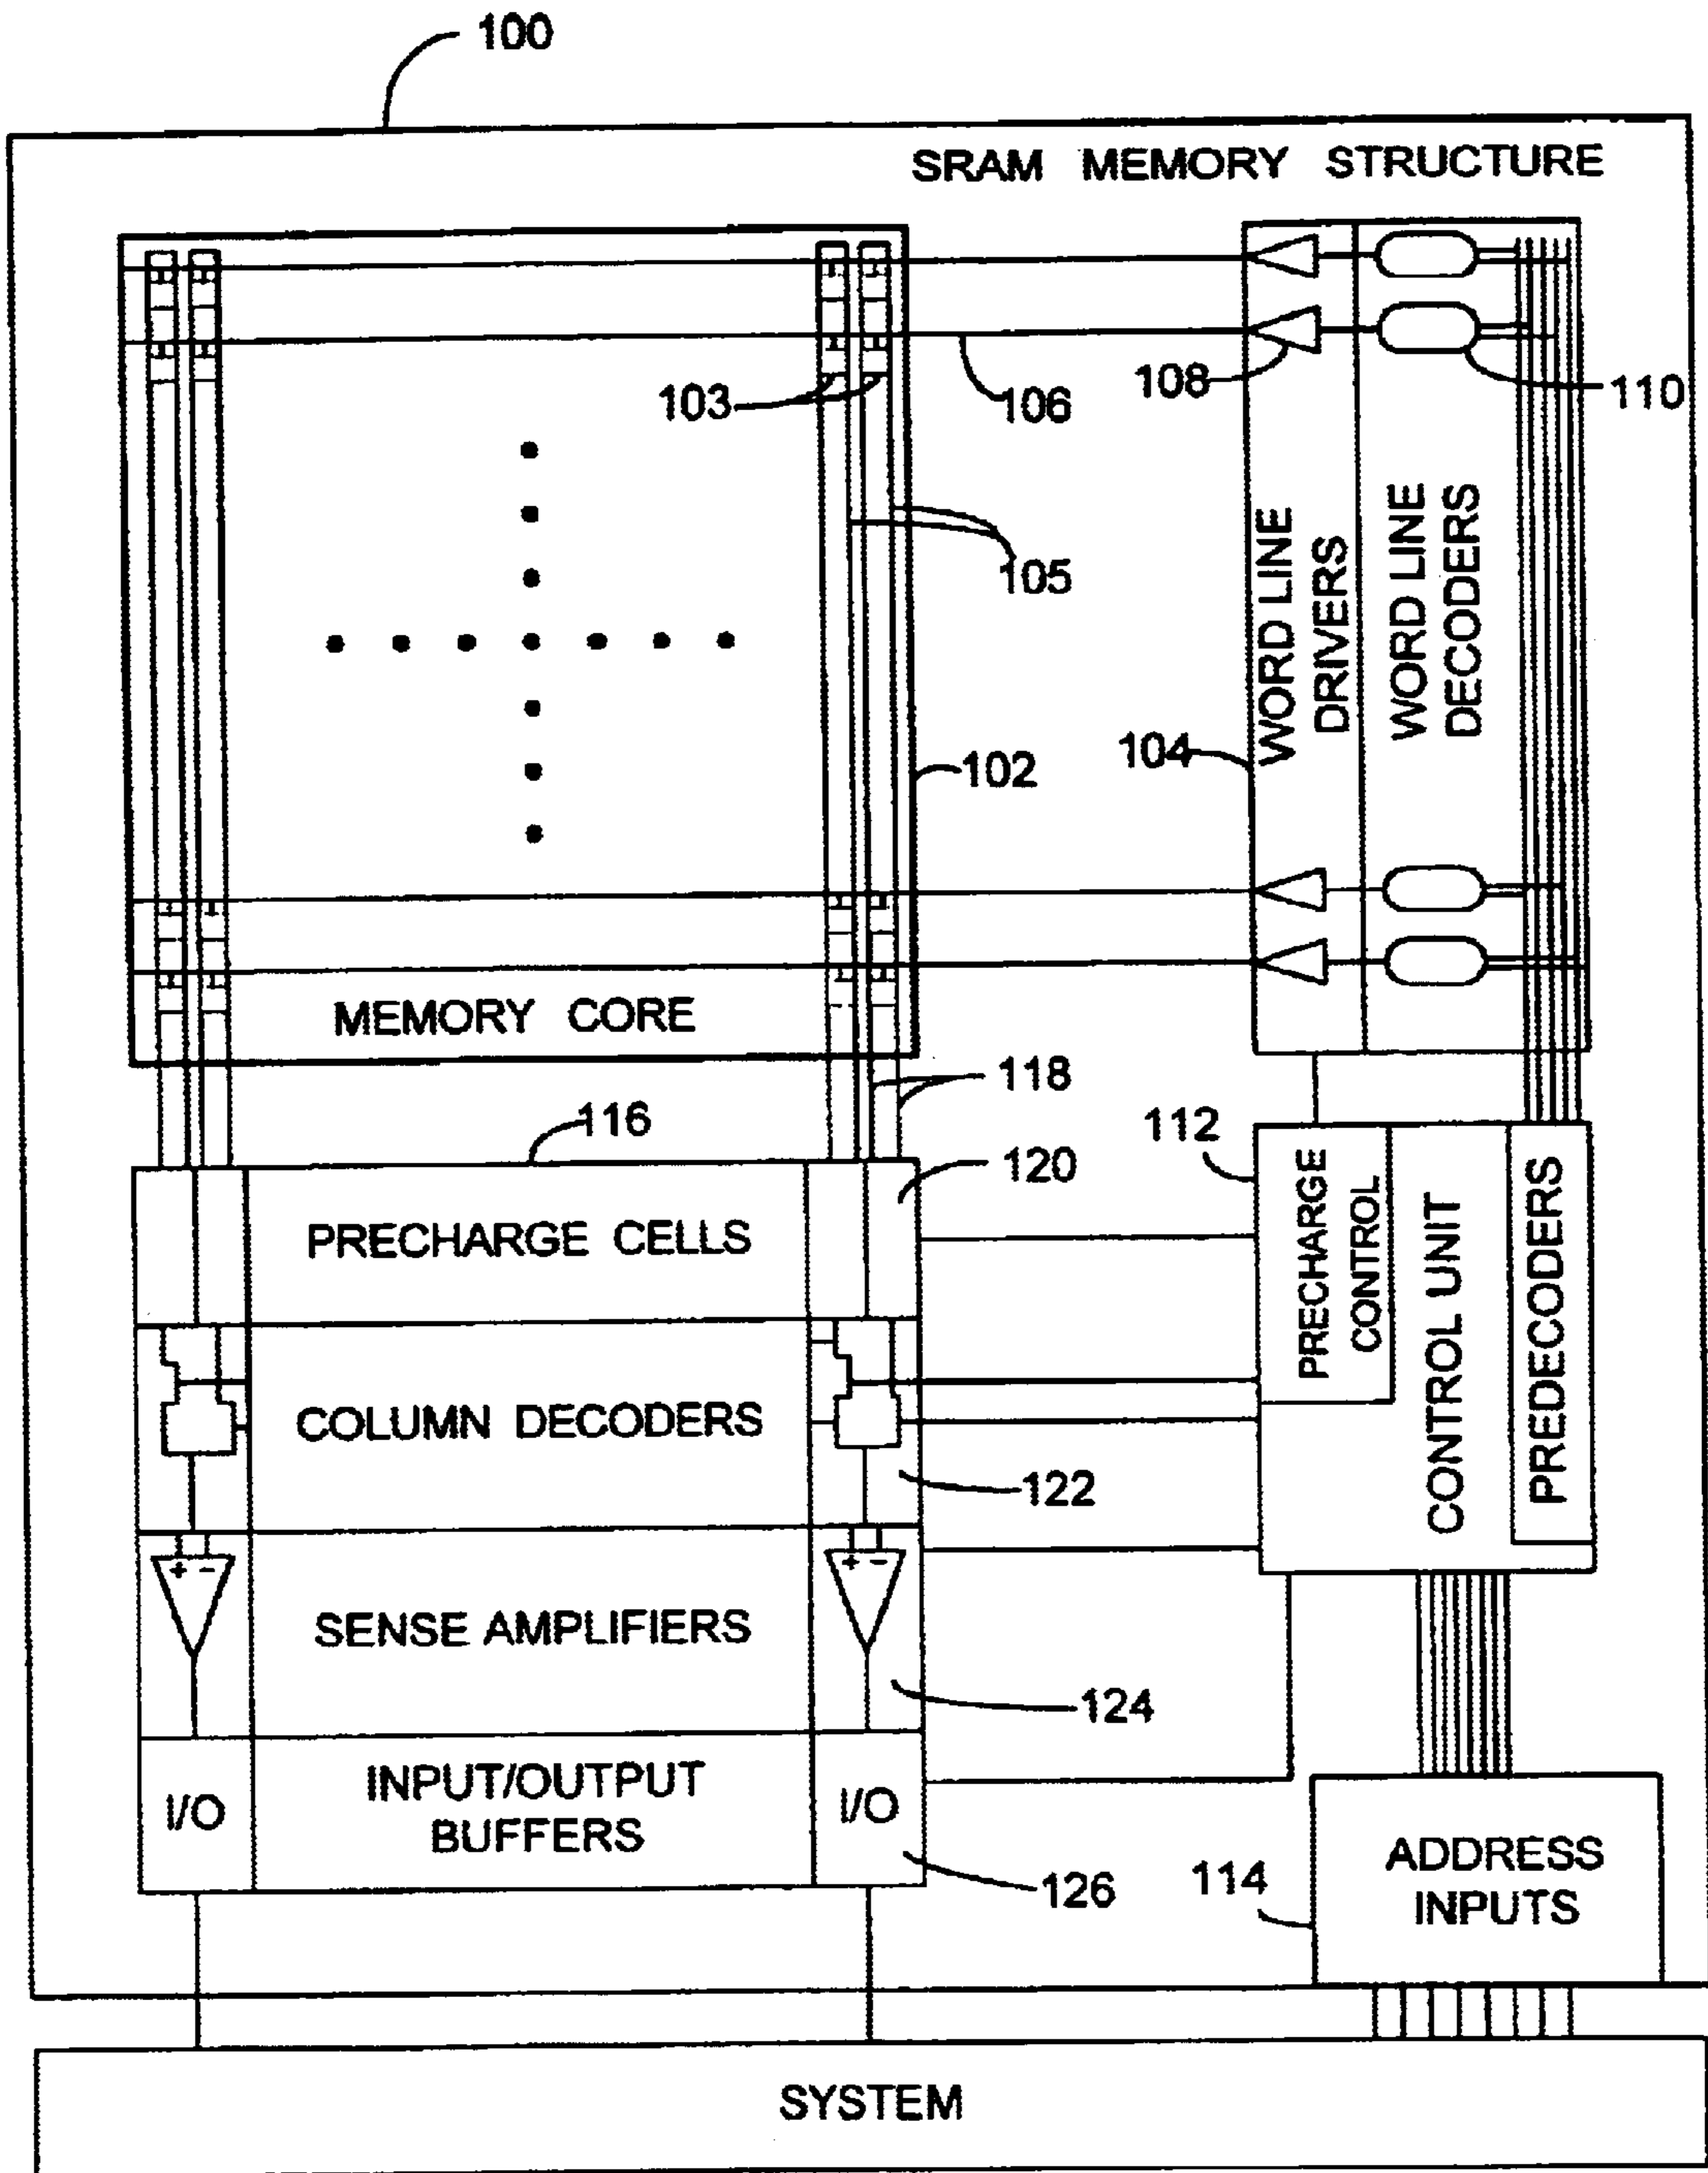 100
SRAM MEMORY STRUCTURE
103
106
108
110
105
WORD LINE
DRIVERS
WORD LINE
DECODERS
102
104
MEMORY CORE
118
116
112
120
PRECHARGE CELLS
PRECHARGE
CONTROL
CONTROL UNIT
PREDECODERS
COLUMN DECODERS
122
+ -
+ -
SENSE AMPLIFIERS
124
I/O
INPUT/OUTPUT
BUFFERS
I/O
126
114
ADDRESS
INPUTS
SYSTEM